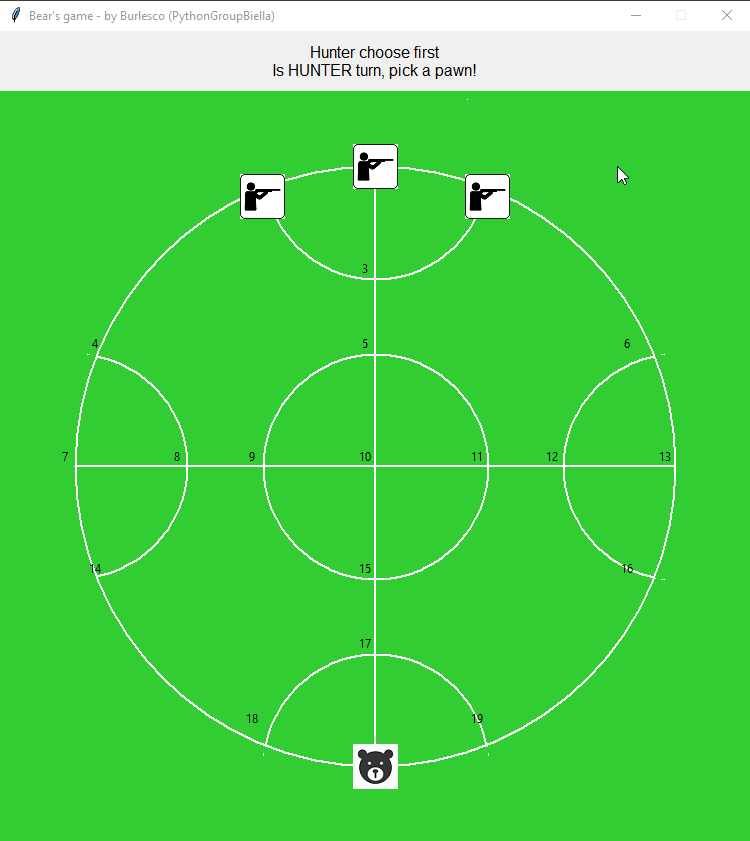 Bear's game - by Burlesco (PythonGroupBiella)
Hunter choose first
Is HUNTER turn, pick a pawn!
3
4 5 6
7 8 9 10 11 12 13
14 15 16
17
18 19